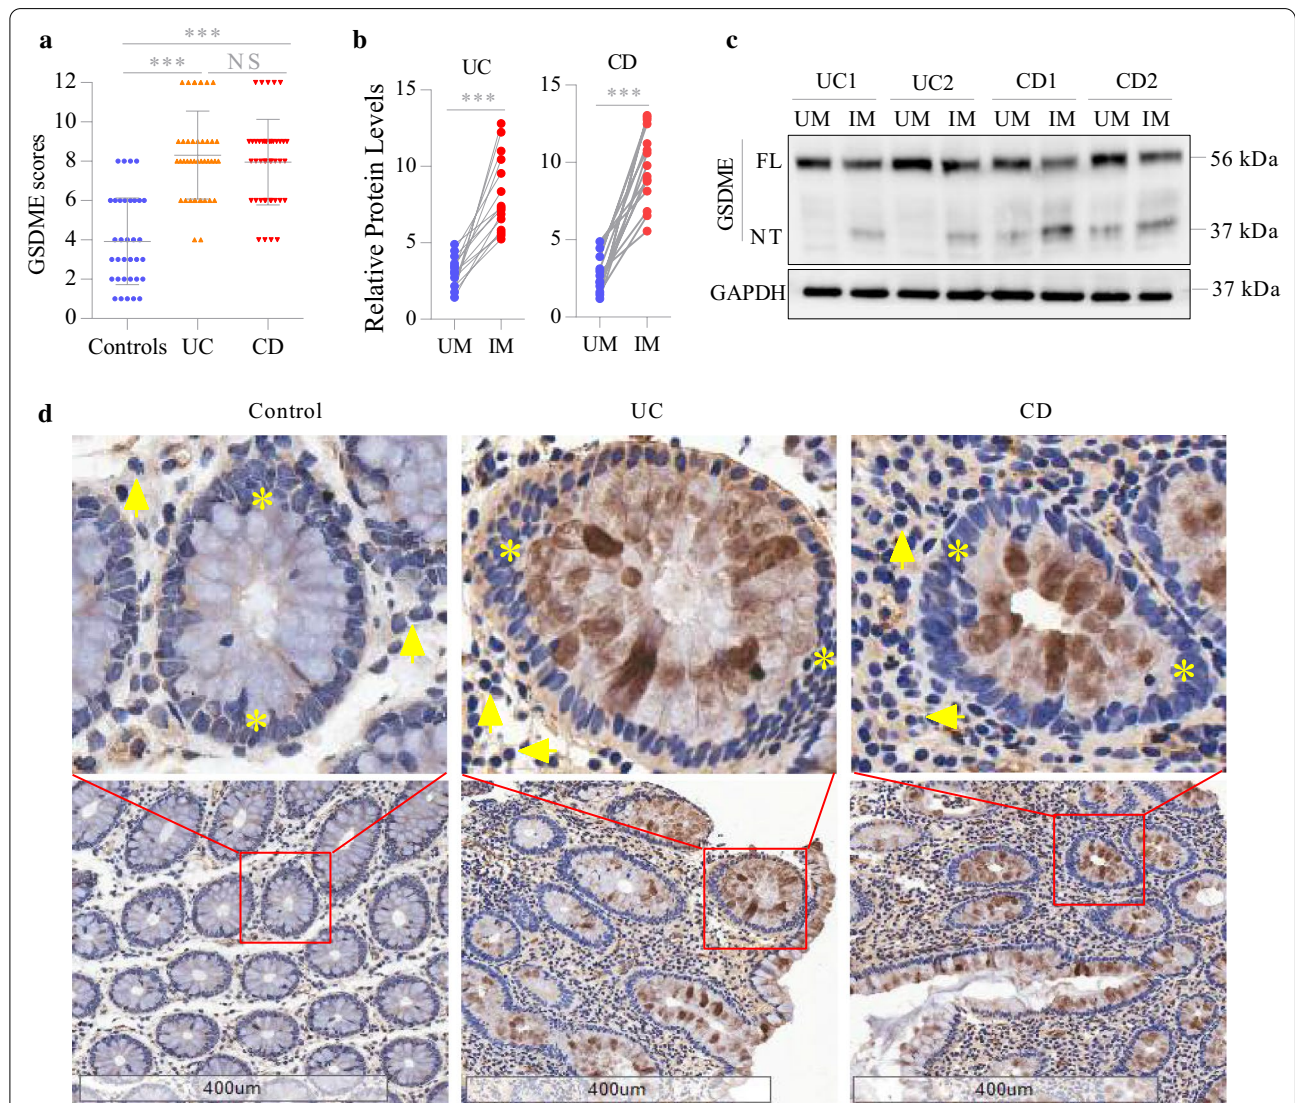 a
***
***
NS
GSDME scores
12
10
8
6
4
2
0
Controls UC CD
b
Relative Protein Levels
UC
***
15
10
5
0
UM IM
CD
***
15
10
5
0
UM IM
c
UC1 UC2 CD1 CD2
UM IM UM IM UM IM UM IM
GSDME
FL
56 kDa
NT
37 kDa
GAPDH
37 kDa
d
Control UC CD
*
*
*
*
*
*
400um
400um
400um